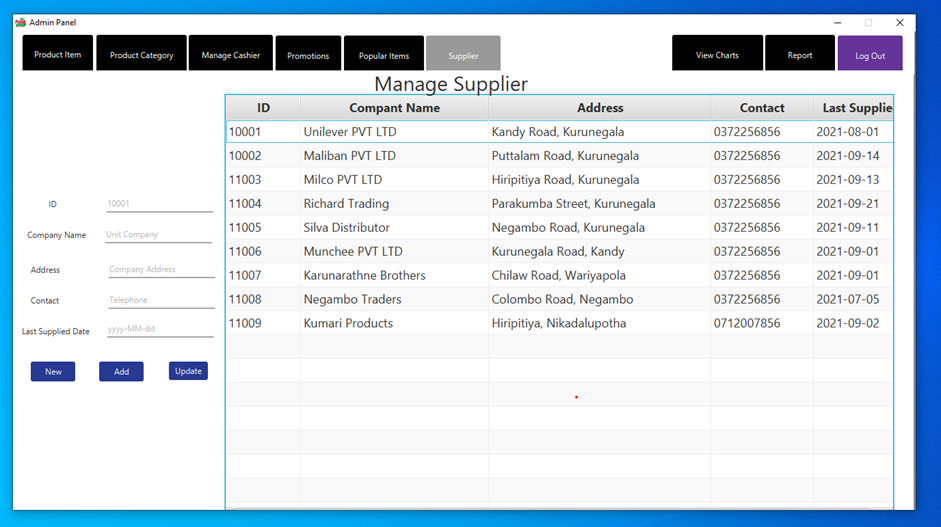 Admin Panel
Product Item Product Category Manage Cashier Promotions Popular Items Supplier View Charts Report Log Out
Manage Supplier
ID Compant Name Address Contact Last Supplie
10001 Unilever PVT LTD Kandy Road, Kurunegala 0372256856 2021-08-01
10002 Maliban PVT LTD Puttalam Road, Kurunegala 0372256856 2021-09-14
11003 Milco PVT LTD Hiripitiya Road, Kurunegala 0372256856 2021-09-13
11004 Richard Trading Parakumba Street, Kurunegala 0372256856 2021-09-21
11005 Silva Distributor Negambo Road, Kurunegala 0372256856 2021-09-11
11006 Munchee PVT LTD Kurunegala Road, Kandy 0372256856 2021-09-01
11007 Karunarathne Brothers Chilaw Road, Wariyapola 0372256856 2021-09-01
11008 Negambo Traders Colombo Road, Negambo 0372256856 2021-07-05
11009 Kumari Products Hiripitiya, Nikadalupotha 0712007856 2021-09-02
ID 10001
Company Name Unit Company
Address Company Address
Contact Telephone
Last Supplied Date yyyy-MM-dd
New Add Update